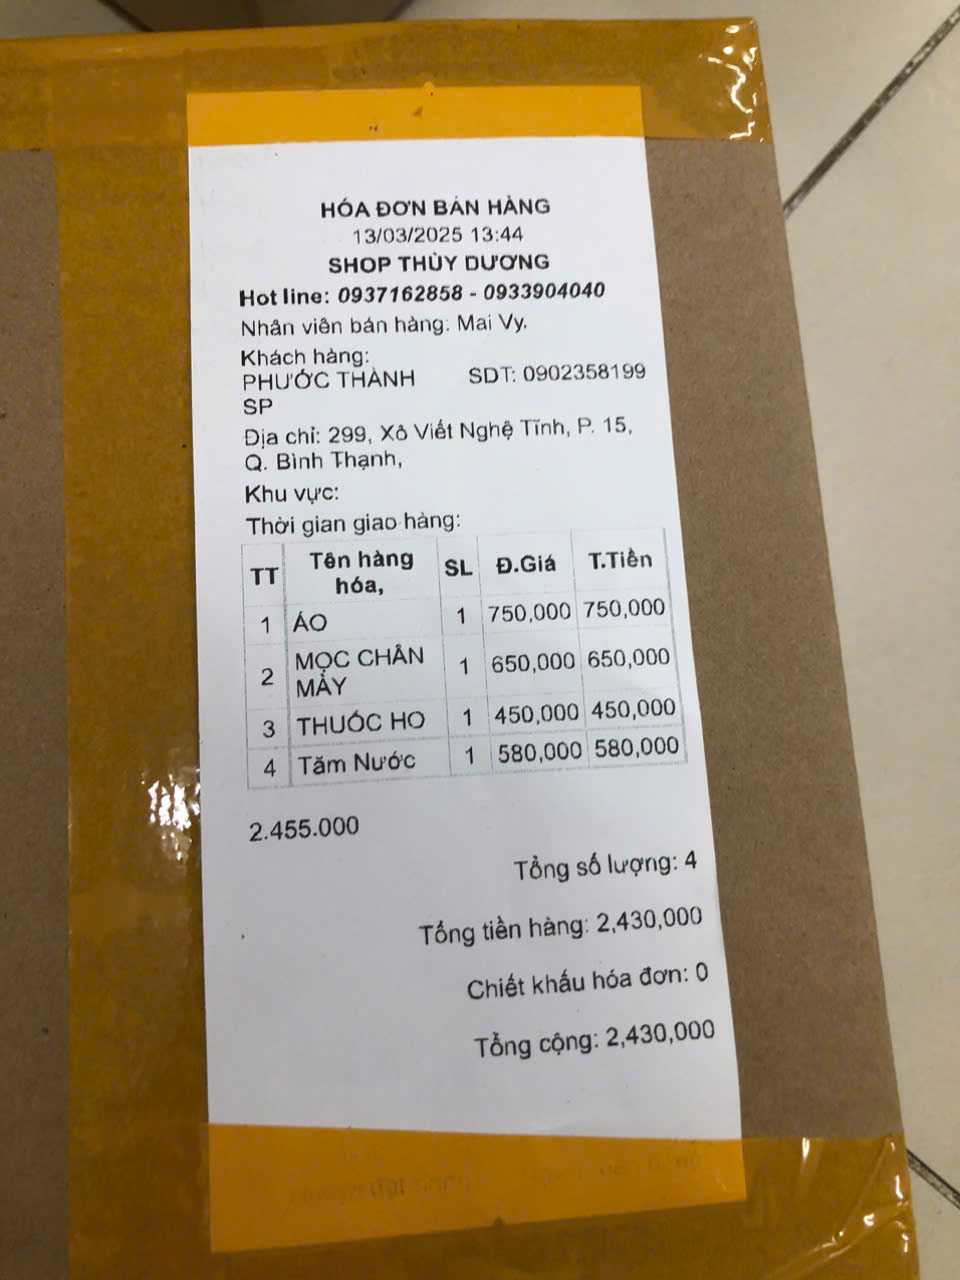 HÓA ĐƠN BÁN HÀNG
13/03/2025 13:44
SHOP THÙY DƯƠNG
Hot line: 0937162858 - 0933904040
Nhân viên bán hàng: Mai Vy.
Khách hàng:
PHƯỚC THÀNH SDT: 0902358199
SP
Địa chỉ: 299, Xô Viết Nghệ Tĩnh, P. 15,
Q. Bình Thạnh,
Khu vực:
Thời gian giao hàng:
TT Tên hàng hóa, SL Đ.Giá T.Tiền
1 ÁO 1 750,000 750,000
2 MỌC CHÂN MÀY 1 650,000 650,000
3 THUỐC HO 1 450,000 450,000
4 Tăm Nước 1 580,000 580,000
2.455.000
Tổng số lượng: 4
Tổng tiền hàng: 2,430,000
Chiết khấu hóa đơn: 0
Tổng cộng: 2,430,000